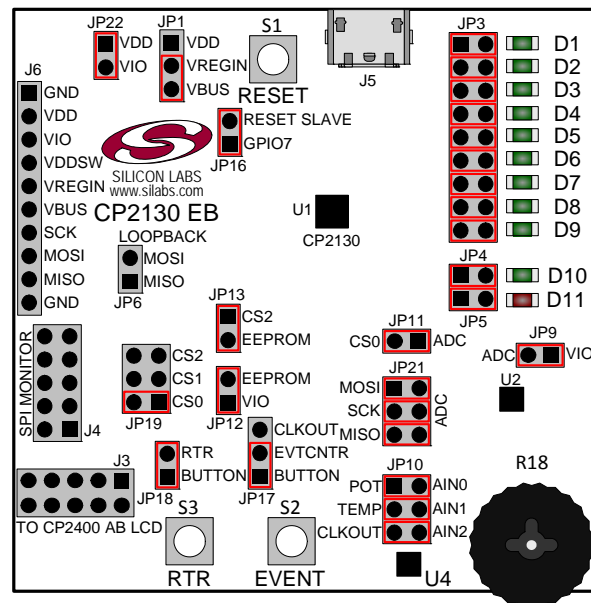 JP22
JP1
S1
JP3
VDD
VIO
VDD
VREGIN
VBUS
J5
D1
D2
D3
D4
D5
D6
D7
D8
D9
J6
GND
VDD
VIO
VDDSW
VREGIN
VBUS
SCK
MOSI
MISO
GND
RESET
RESET SLAVE
GPIO7
JP16
SILICON LABS
www.silabs.com
CP2130 EB
U1
CP2130
LOOPBACK
MOSI
MISO
JP6
JP4
D10
D11
JP5
JP13
CS2
EEPROM
JP11
CS0
ADC
JP9
ADC
VIO
U2
SPI MONITOR
J4
CS2
CS1
CS0
JP19
EEPROM
VIO
JP12
JP21
MOSI
SCK
MISO
ADC
CLKOUT
EVTCNTR
BUTTON
JP17
RTR
BUTTON
JP18
J3
TO CP2400 AB LCD
JP10
POT
AIN0
TEMP
AIN1
CLKOUT
AIN2
R18
S3
RTR
S2
EVENT
U4